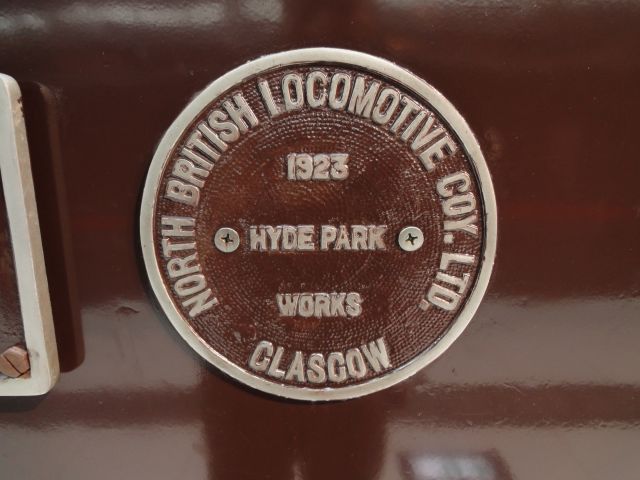 NORTH BRITISH LOCOMOTIVE COY. LTD.
1923
HYDE PARK
WORKS
GLASGOW